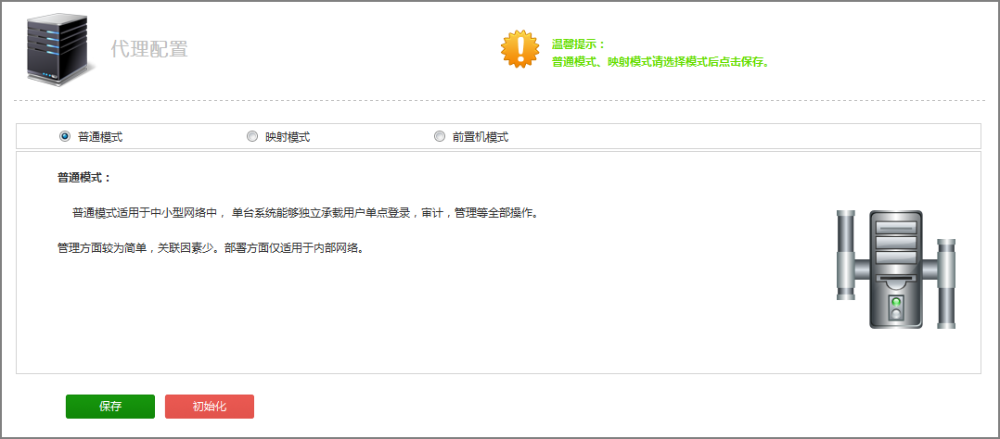 代理配置
温馨提示：
普通模式、映射模式请选择模式后点击保存。
普通模式
映射模式
前置机模式
普通模式：
普通模式适用于中小型网络中， 单台系统能够独立承载用户单点登录，审计，管理等全部操作。
管理方面较为简单，关联因素少。部署方面仅适用于内部网络。
保存
初始化